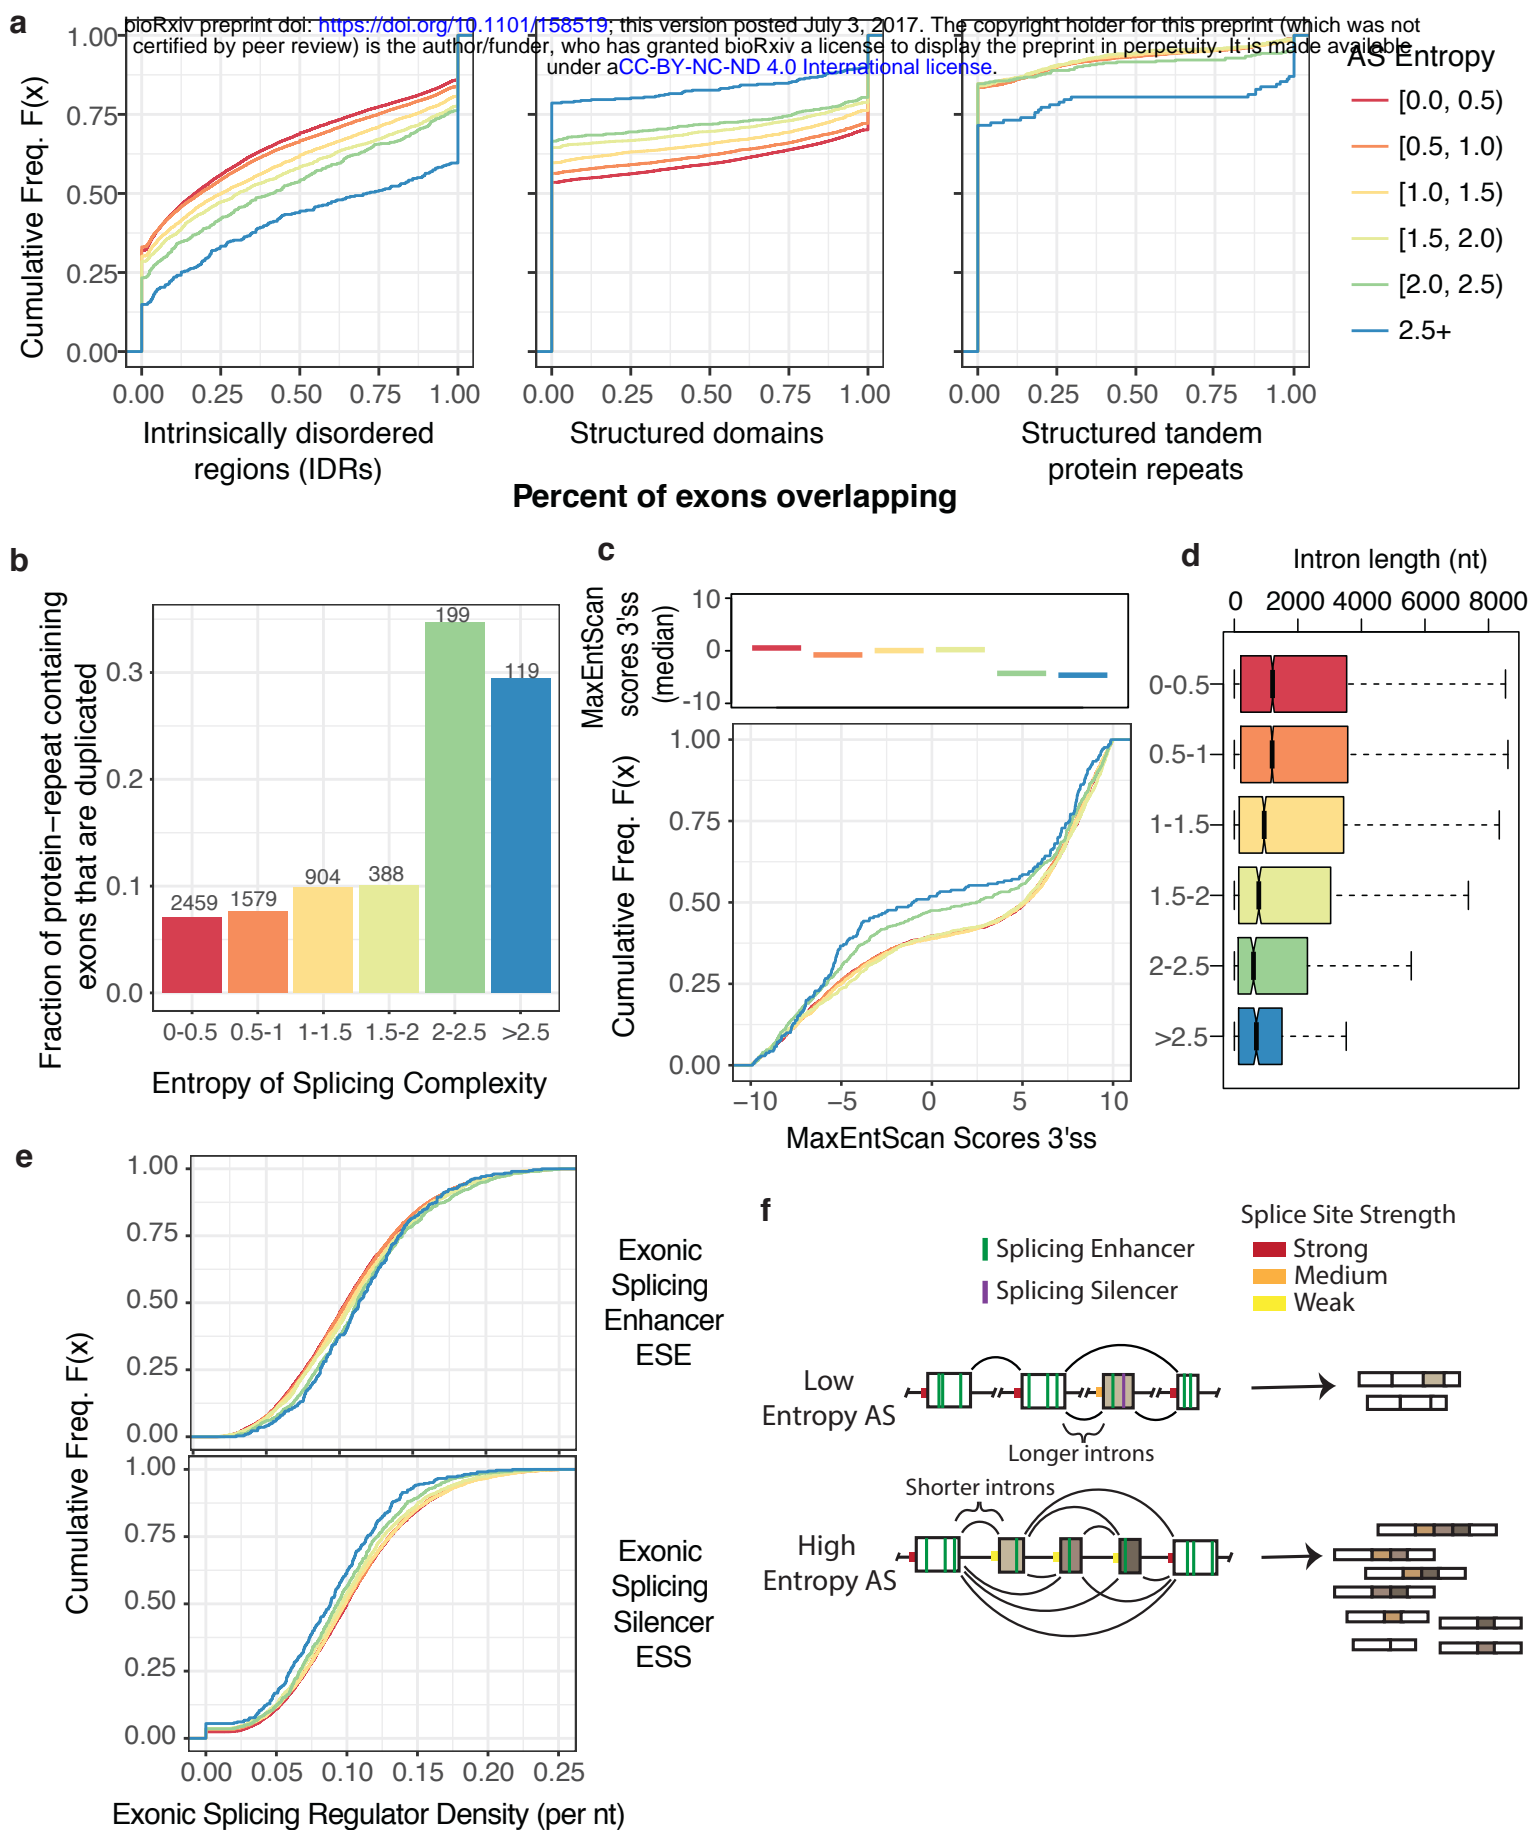 a
bioRxiv preprint doi: https://doi.org/10.1101/158519; this version posted July 3, 2017. The copyright holder for this preprint (which was not
certified by peer review) is the author/funder, who has granted bioRxiv a license to display the preprint in perpetuity. It is made available
under aCC-BY-NC-ND 4.0 International license.
Cumulative Freq. F(x)
1.00
0.75
0.50
0.25
0.00
0.00 0.25 0.50 0.75 1.00
0.00 0.25 0.50 0.75 1.00
0.00 0.25 0.50 0.75 1.00
Intrinsically disordered
regions (IDRs)
Structured domains
Structured tandem
protein repeats
Percent of exons overlapping
AS Entropy
[0.0, 0.5)
[0.5, 1.0)
[1.0, 1.5)
[1.5, 2.0)
[2.0, 2.5)
2.5+
b
Fraction of protein−repeat containing
exons that are duplicated
0.3
0.2
0.1
0.0
2459
1579
904
388
199
119
0-0.5 0.5-1 1-1.5 1.5-2 2-2.5 >2.5
Entropy of Splicing Complexity
c
MaxEntScan
scores 3'ss
(median)
10
0
-10
Cumulative Freq. F(x)
1.00
0.75
0.50
0.25
0.00
−10 −5 0 5 10
MaxEntScan Scores 3'ss
d
Intron length (nt)
0 2000 4000 6000 8000
0-0.5
0.5-1
1-1.5
1.5-2
2-2.5
>2.5
e
Cumulative Freq. F(x)
1.00
0.75
0.50
0.25
0.00
Exonic
Splicing
Enhancer
ESE
1.00
0.75
0.50
0.25
0.00
Exonic
Splicing
Silencer
ESS
0.00 0.05 0.10 0.15 0.20 0.25
Exonic Splicing Regulator Density (per nt)
f
Splicing Enhancer
Splicing Silencer
Splice Site Strength
Strong
Medium
Weak
Low
Entropy AS
Longer introns
Shorter introns
High
Entropy AS